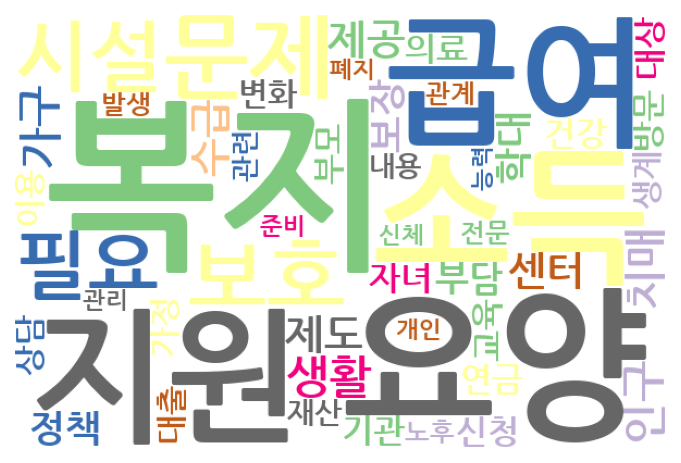 시설
문제
제공
의료
급여
대상
폐지
변화
발생
관계
보장
방문
가구
수급
관련
부모
복지
내용
능력
학대
건강
생계
이용
소득
준비
신체
전문
필요
보호
자녀
부담
센터
치매
관리
상담
가정
지원
제도
요양
개인
교육
인구
생활
연금
정책
대출
재산
기관
노후
신청